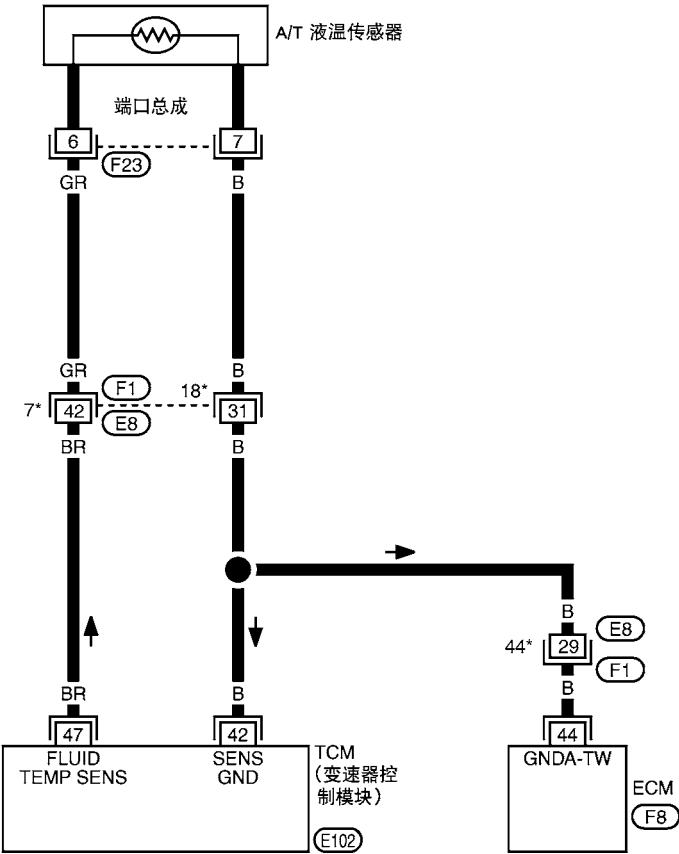 A/T 液温传感器
端口总成
6 7
F23
GR B
GR B
F1
7* 42 18* 31
E8
BR B
B
E8
44* 29
F1
BR B B
47 42 44
FLUID TEMP SENS
SENS GND
TCM
(变速器控
制模块)
E102
GNDA-TW
ECM
F8